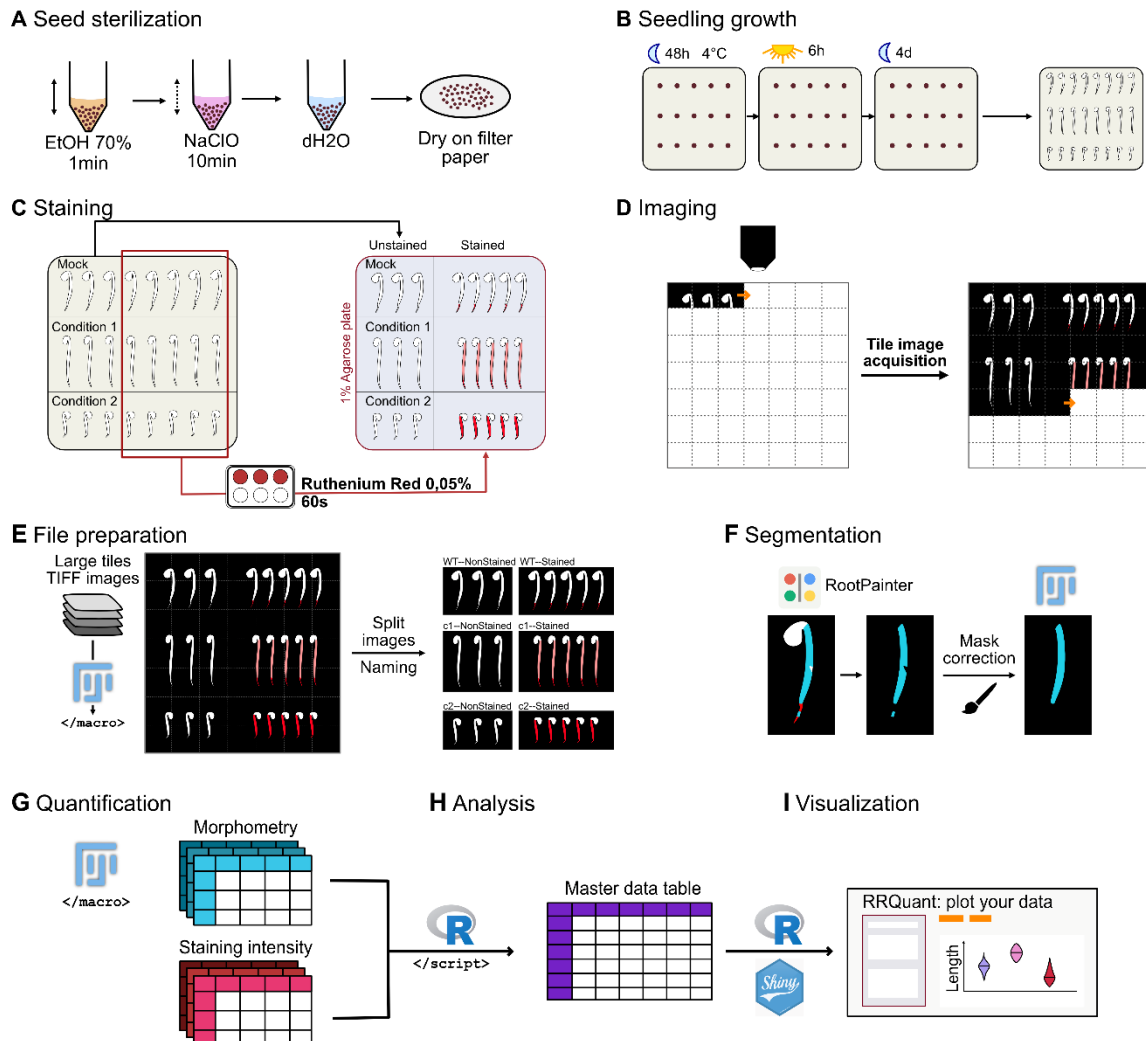 A Seed sterilization
EtOH 70%
1min
NaClO
10min
dH2O
Dry on filter
paper
B Seedling growth
48h 4°C
6h
4d
C Staining
Mock
Condition 1
Condition 2
1% Agarose plate
Unstained
Stained
Mock
Condition 1
Condition 2
Ruthenium Red 0,05%
60s
D Imaging
Tile image
acquisition
E File preparation
Large tiles
TIFF images
</macro>
Split
images
Naming
WT--NonStained
WT--Stained
c1--NonStained
c1--Stained
c2--NonStained
c2--Stained
F Segmentation
RootPainter
Mask
correction
G Quantification
</macro>
Morphometry
Staining intensity
H Analysis
R
</script>
Master data table
I Visualization
R
Shiny
RRQuant: plot your data
Length